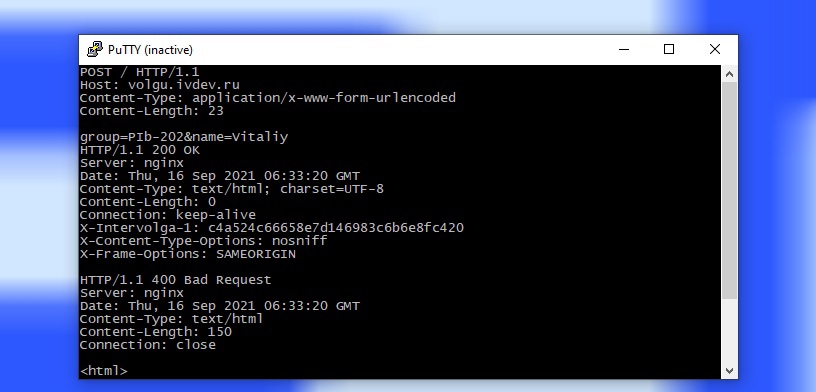 PuTTY (inactive)
POST / HTTP/1.1
Host: volgu.ivdev.ru
Content-Type: application/x-www-form-urlencoded
Content-Length: 23

group=PIb-202&name=Vitaliy
HTTP/1.1 200 OK
Server: nginx
Date: Thu, 16 Sep 2021 06:33:20 GMT
Content-Type: text/html; charset=UTF-8
Content-Length: 0
Connection: keep-alive
X-Intervolga-1: c4a524c66658e7d146983c6b6e8fc420
X-Content-Type-Options: nosniff
X-Frame-Options: SAMEORIGIN

HTTP/1.1 400 Bad Request
Server: nginx
Date: Thu, 16 Sep 2021 06:33:20 GMT
Content-Type: text/html
Content-Length: 150
Connection: close

<html>